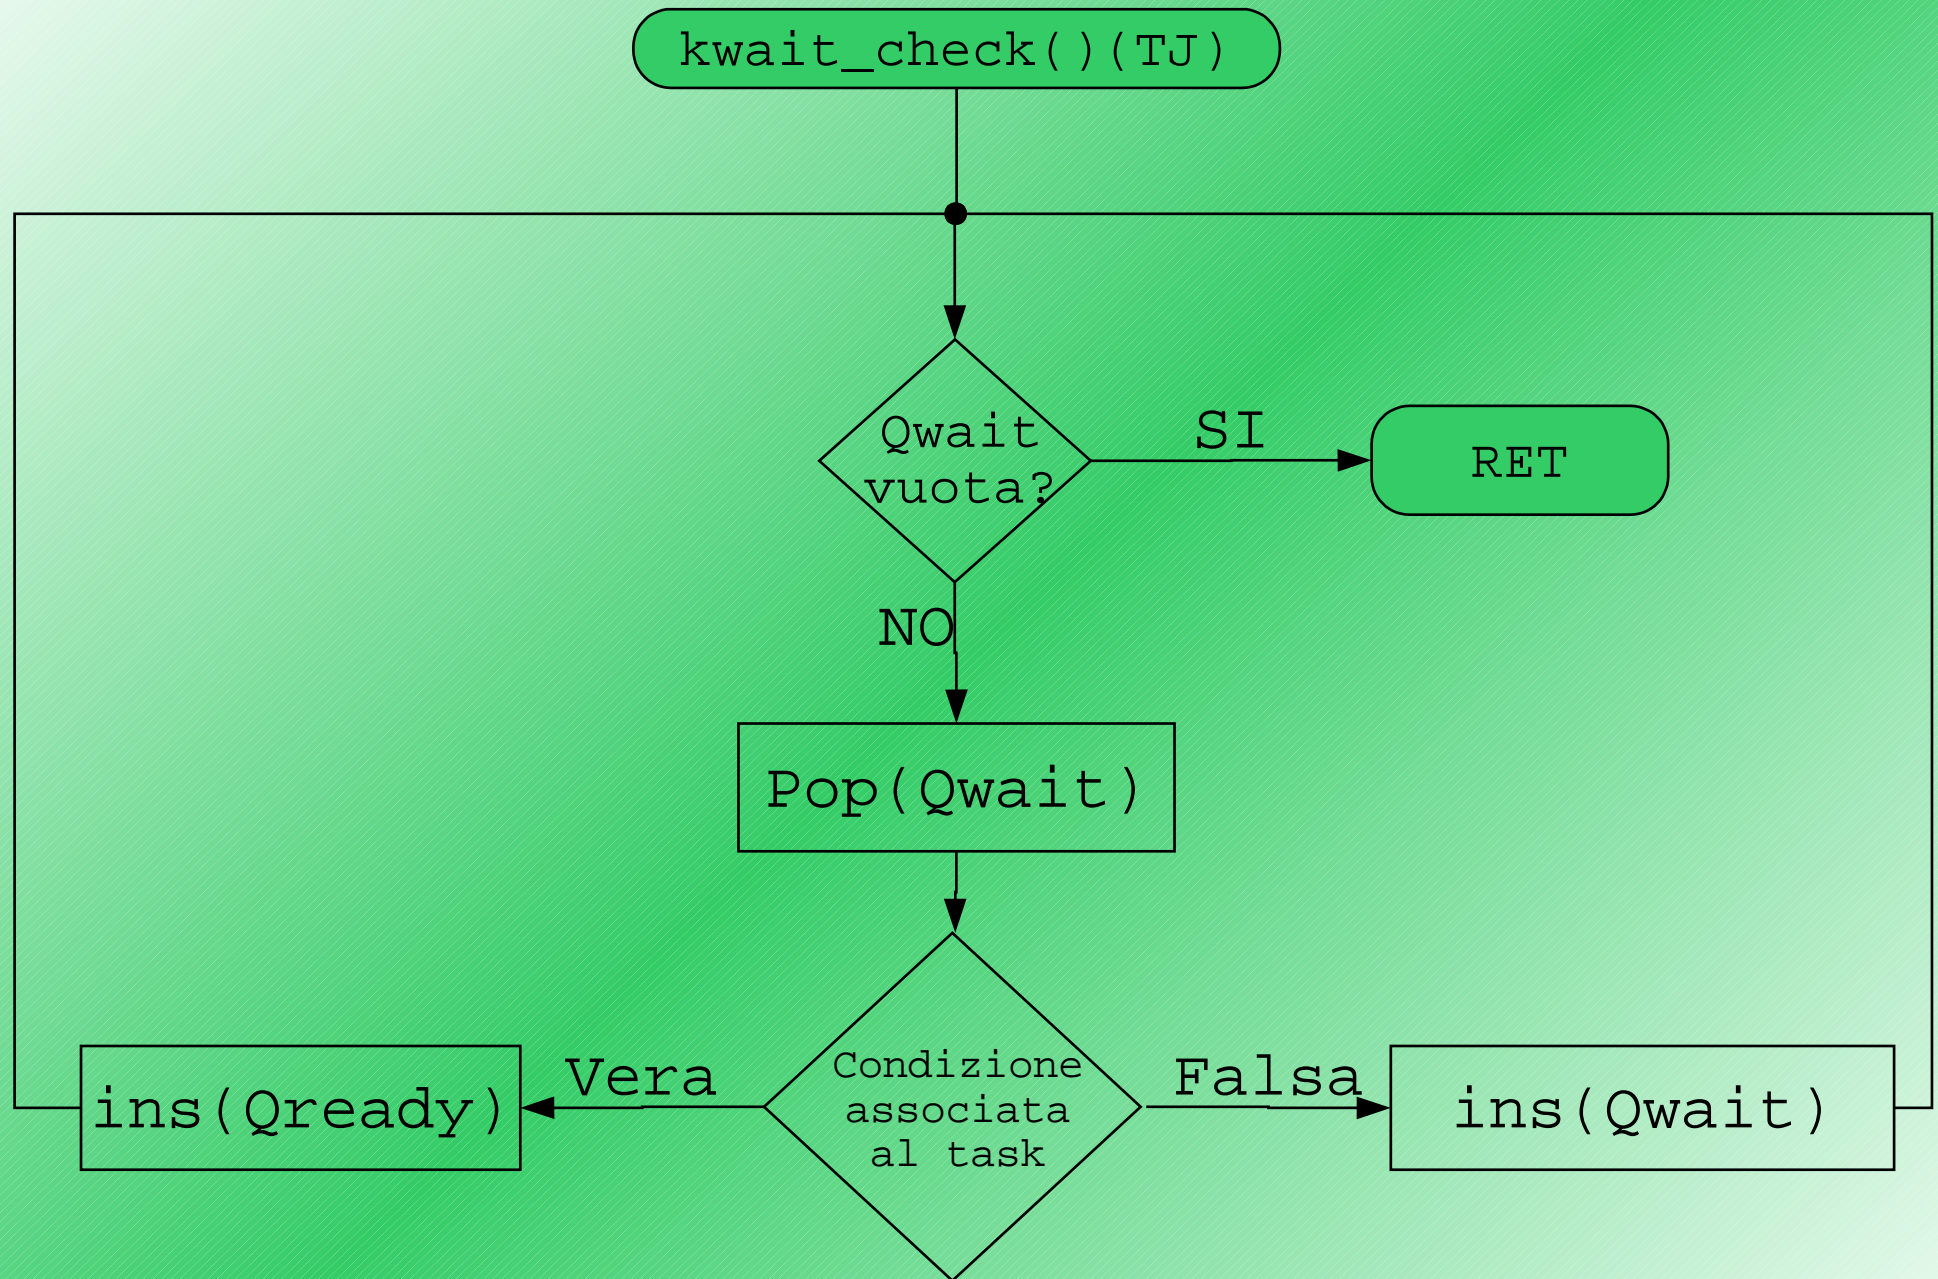 kwait_check()(TJ)
Qwait
vuota?
SI
RET
NO
Pop(Qwait)
Condizione
associata
al task
Vera
Falsa
ins(Qready)
ins(Qwait)